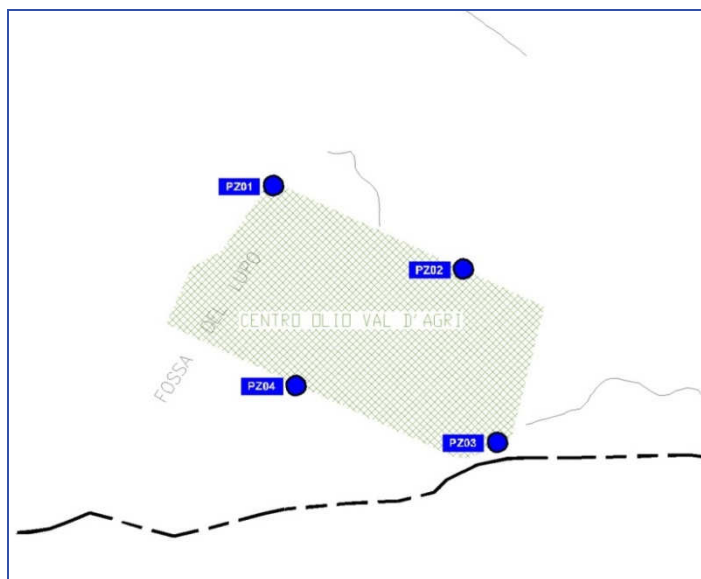 PZ01
PZ02
FOSSA DEL LUPO
CENTRO OLIO VAL D'AGRI
PZ04
PZ03